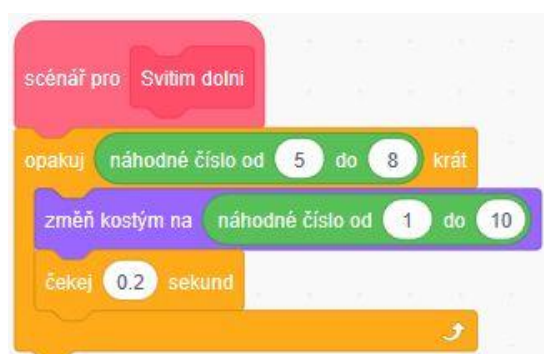 scénář pro Svitim dolni
opakuj náhodné číslo od 5 do 8 krát
změň kostým na náhodné číslo od 1 do 10
čekej 0.2 sekund